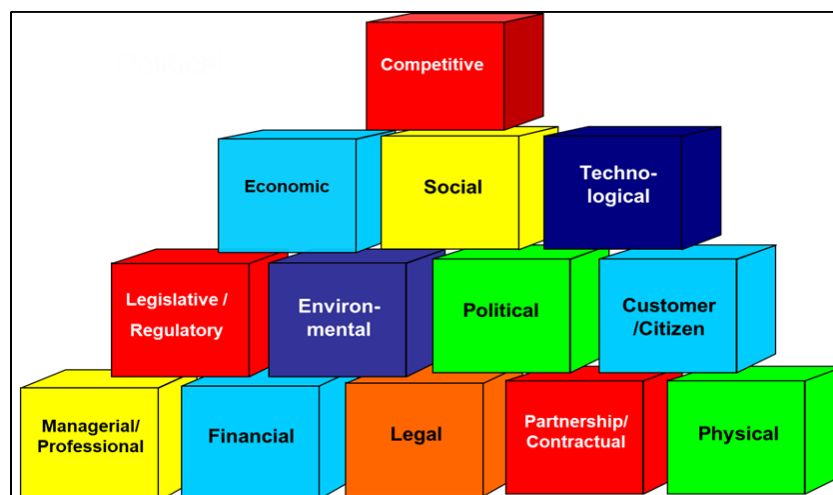 Competitive
Economic
Social
Techno-
logical
Legislative /
Regulatory
Environ-
mental
Political
Customer
/Citizen
Managerial/
Professional
Financial
Legal
Partnership/
Contractual
Physical